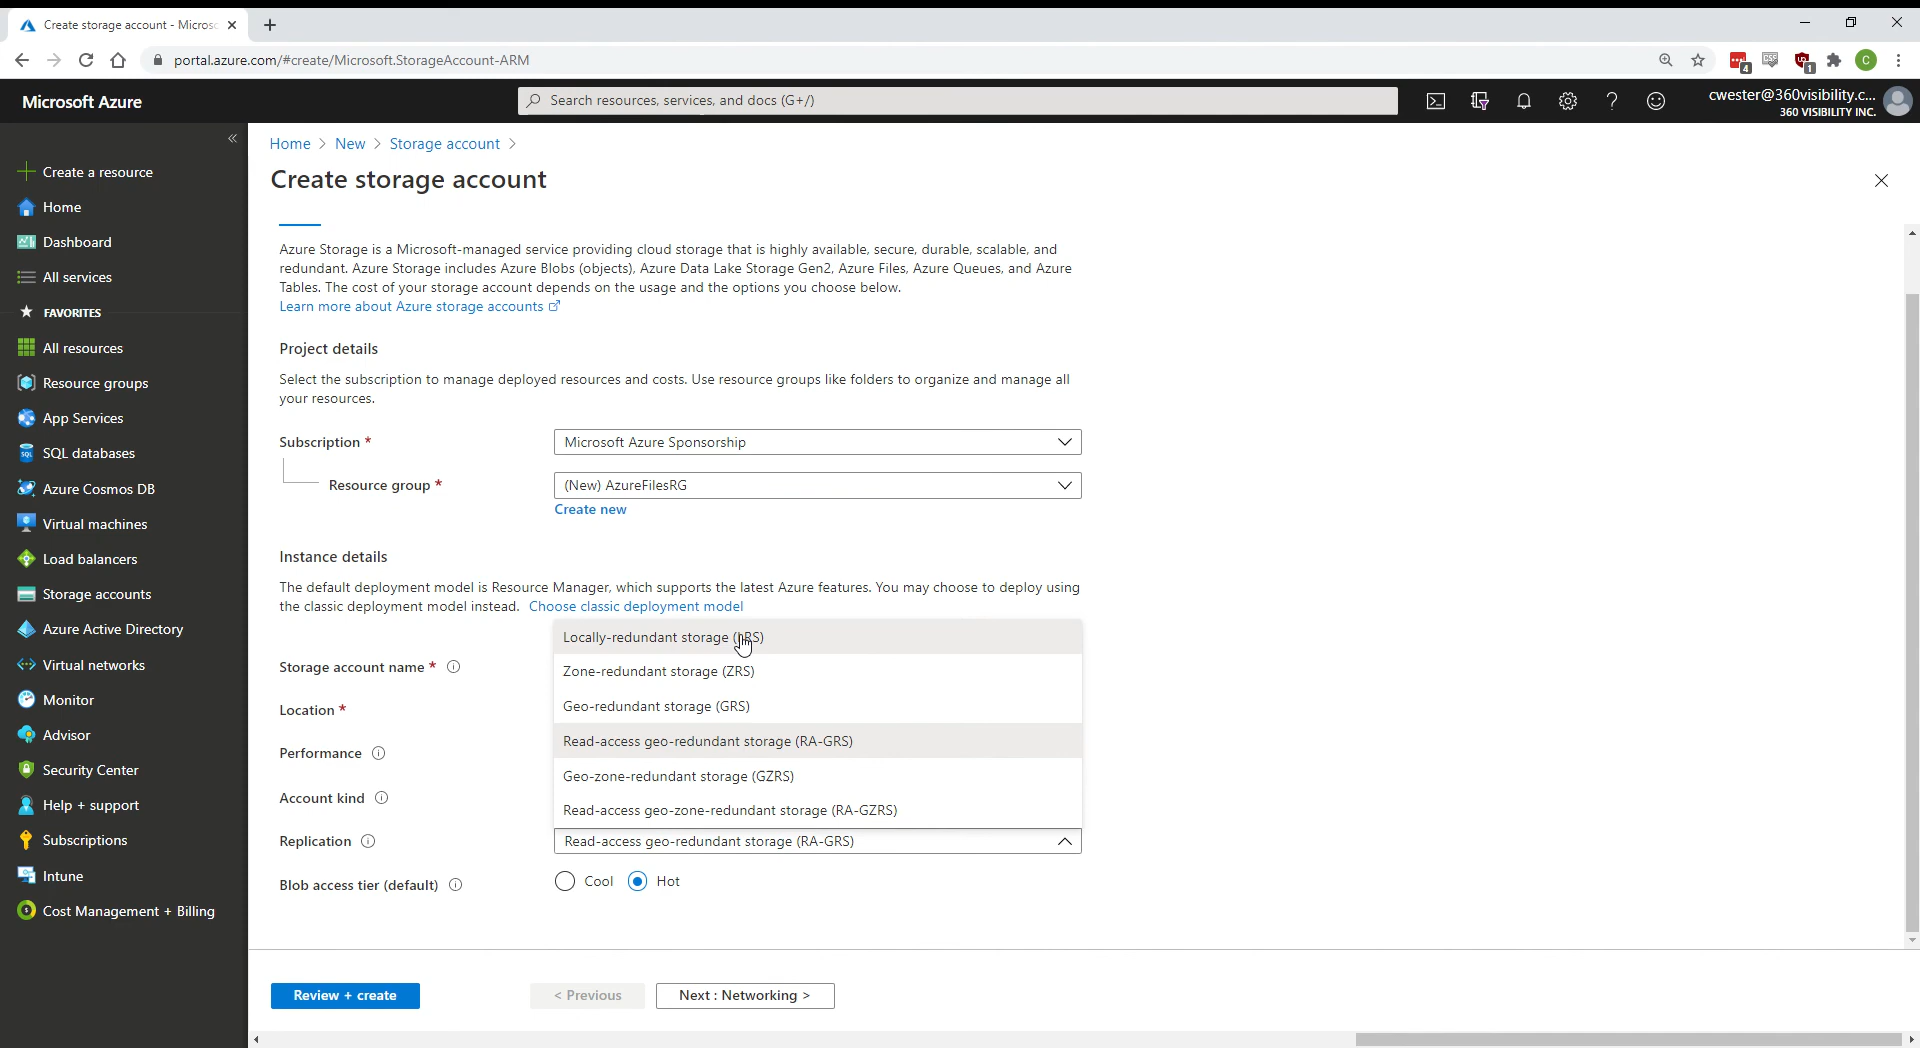 Create storage account - Micros
portal.azure.com/#create/Microsoft.StorageAccount-ARM
4
1
C
Microsoft Azure
Search resources, services, and docs (G+/)
cwester@360visibility.c...
360 VISIBILITY INC.
Create a resource
Home
Dashboard
All services
FAVORITES
All resources
Resource groups
App Services
SQL databases
Azure Cosmos DB
Virtual machines
Load balancers
Storage accounts
Azure Active Directory
Virtual networks
Monitor
Advisor
Security Center
Help + support
Subscriptions
Intune
Cost Management + Billing
Home > New > Storage account >
Create storage account
Azure Storage is a Microsoft-managed service providing cloud storage that is highly available, secure, durable, scalable, and
redundant. Azure Storage includes Azure Blobs (objects), Azure Data Lake Storage Gen2, Azure Files, Azure Queues, and Azure
Tables. The cost of your storage account depends on the usage and the options you choose below.
Learn more about Azure storage accounts
Project details
Select the subscription to manage deployed resources and costs. Use resource groups like folders to organize and manage all
your resources.
Subscription *
Microsoft Azure Sponsorship
Resource group *
(New) AzureFilesRG
Create new
Instance details
The default deployment model is Resource Manager, which supports the latest Azure features. You may choose to deploy using
the classic deployment model instead. Choose classic deployment model
Locally-redundant storage (LRS)
Storage account name *
Zone-redundant storage (ZRS)
Location *
Geo-redundant storage (GRS)
Performance
Read-access geo-redundant storage (RA-GRS)
Account kind
Geo-zone-redundant storage (GZRS)
Read-access geo-zone-redundant storage (RA-GZRS)
Replication
Read-access geo-redundant storage (RA-GRS)
Blob access tier (default)
Cool
Hot
Review + create
< Previous
Next : Networking >